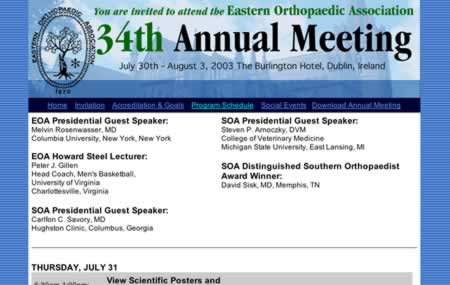 You are invited to attend the Eastern Orthopaedic Association
34th Annual Meeting
July 30th - August 3, 2003 The Burlington Hotel, Dublin, Ireland
EASTERN ORTHOPAEDIC ASSOCIATION
1970
Home Invitation Accreditation & Goals Program Schedule Social Events Download Annual Meeting
EOA Presidential Guest Speaker:
Melvin Rosenwasser, MD
Columbia University, New York, New York
EOA Howard Steel Lecturer:
Peter J. Gillen
Head Coach, Men's Basketball,
University of Virginia
Charlottesville, Virginia
SOA Presidential Guest Speaker:
Carlfon C. Savory, MD
Hughston Clinic, Columbus, Georgia
SOA Presidential Guest Speaker:
Steven P. Arnoczky, DVM
College of Veterinary Medicine
Michigan State University, East Lansing, MI
SOA Distinguished Southern Orthopaedist
Award Winner:
David Sisk, MD, Memphis, TN
THURSDAY, JULY 31
View Scientific Posters and
6:30am-1:00pm